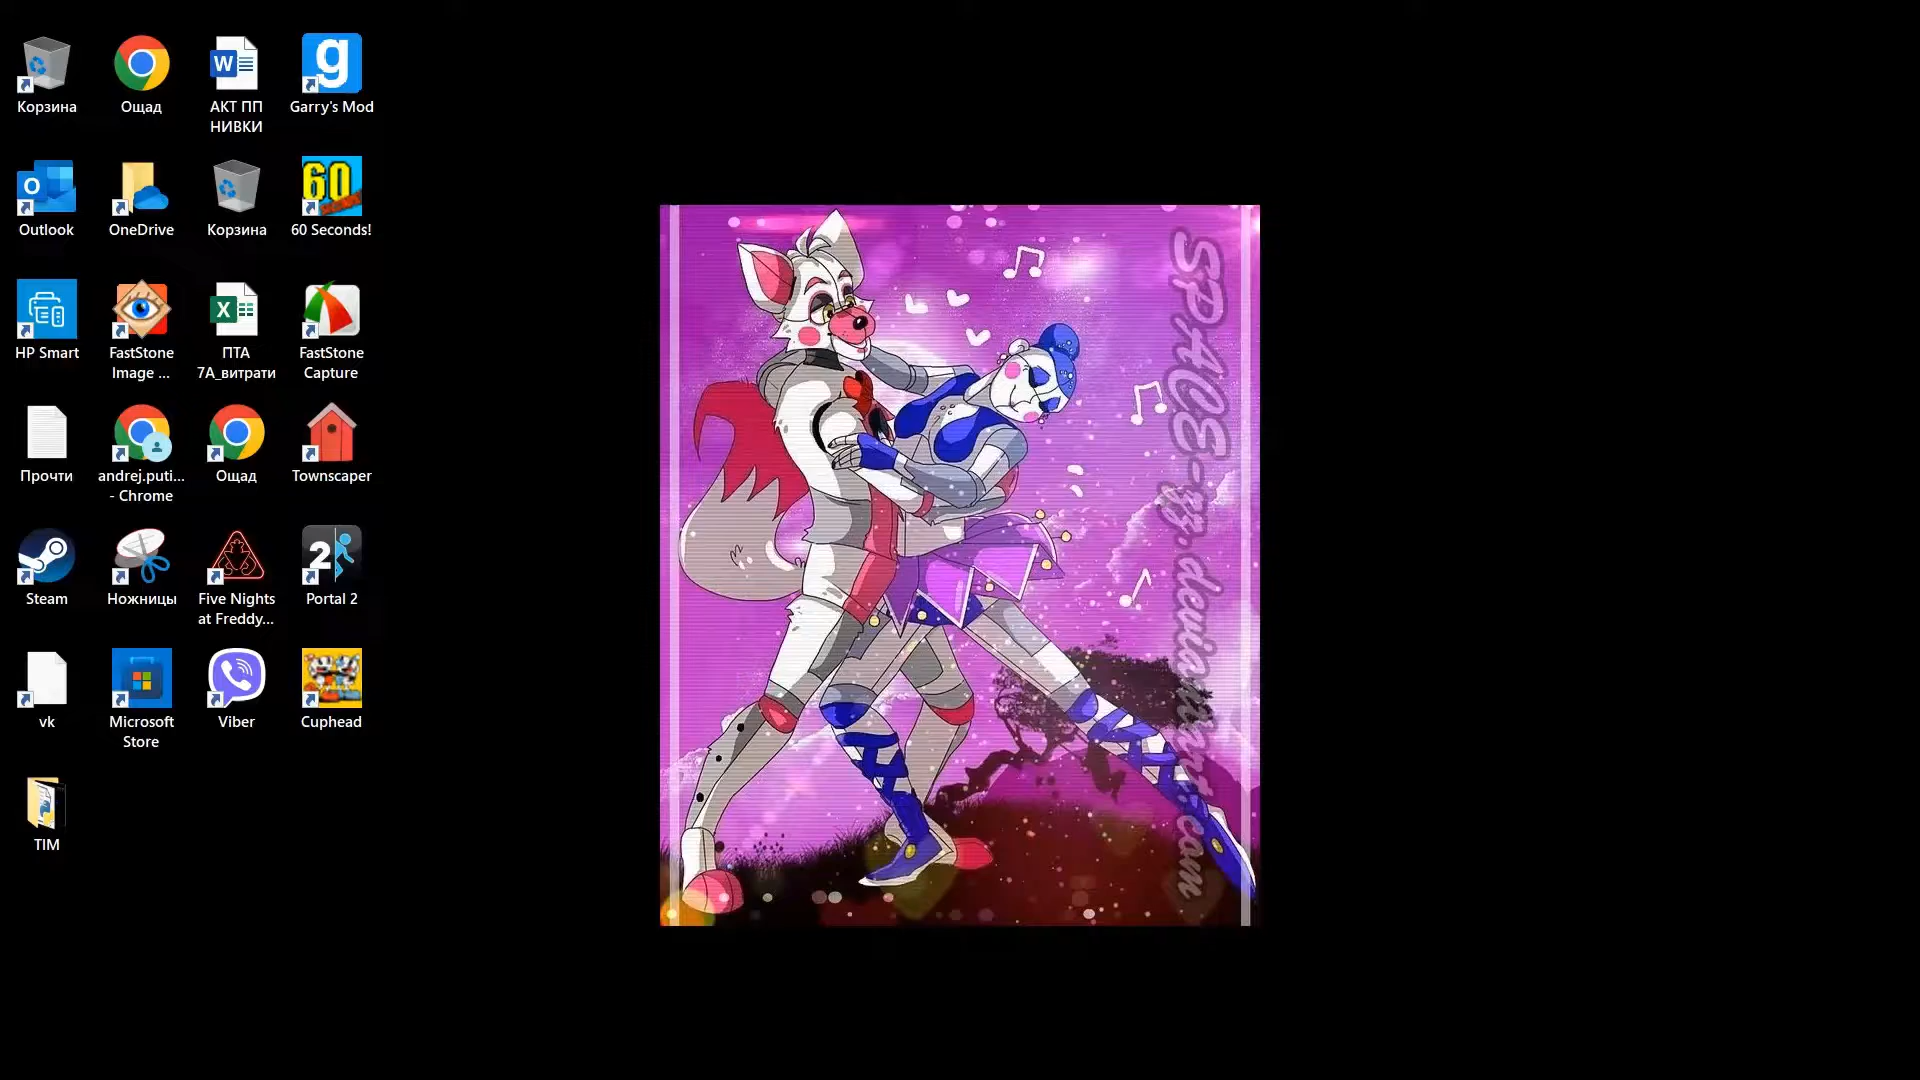 Корзина
Ощад
АКТ ПП
НИВКИ
Garry's Mod
Outlook
OneDrive
Корзина
60 Seconds!
HP Smart
FastStone
Image ...
ПТА
7А_витрати
FastStone
Capture
Прочти
andrej.puti...
- Chrome
Ощад
Townscaper
Steam
Ножницы
Five Nights
at Freddy...
Portal 2
vk
Microsoft
Store
Viber
Cuphead
TIM